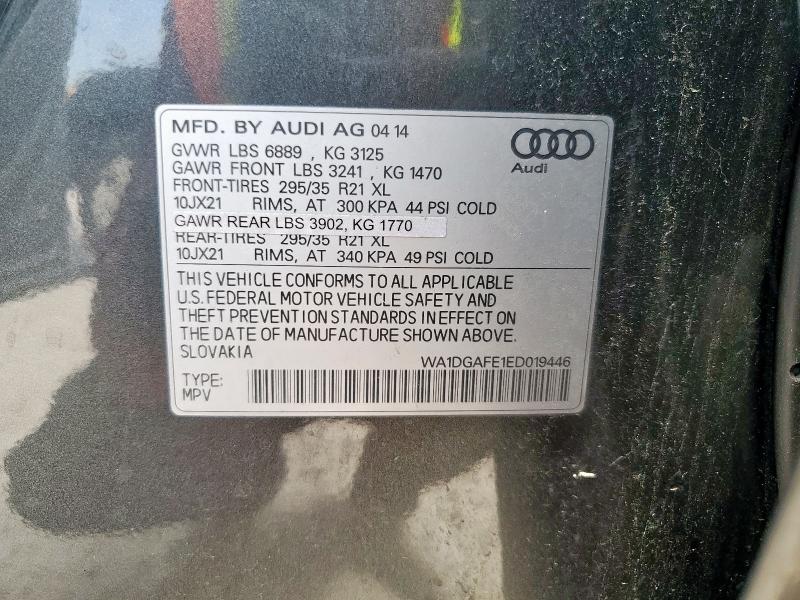 MFD. BY AUDI AG 04 14
GVWR LBS 6889 , KG 3125
GAWR FRONT LBS 3241 , KG 1470
FRONT-TIRES 295/35 R21 XL
10JX21 RIMS, AT 300 KPA 44 PSI COLD
GAWR REAR LBS 3902, KG 1770
REAR-TIRES 295/35 R21 XL
10JX21 RIMS, AT 340 KPA 49 PSI COLD
Audi
THIS VEHICLE CONFORMS TO ALL APPLICABLE
U.S. FEDERAL MOTOR VEHICLE SAFETY AND
THEFT PREVENTION STANDARDS IN EFFECT ON
THE DATE OF MANUFACTURE SHOWN ABOVE.
SLOVAKIA
WA1DGAFE1ED019446
TYPE:
MPV